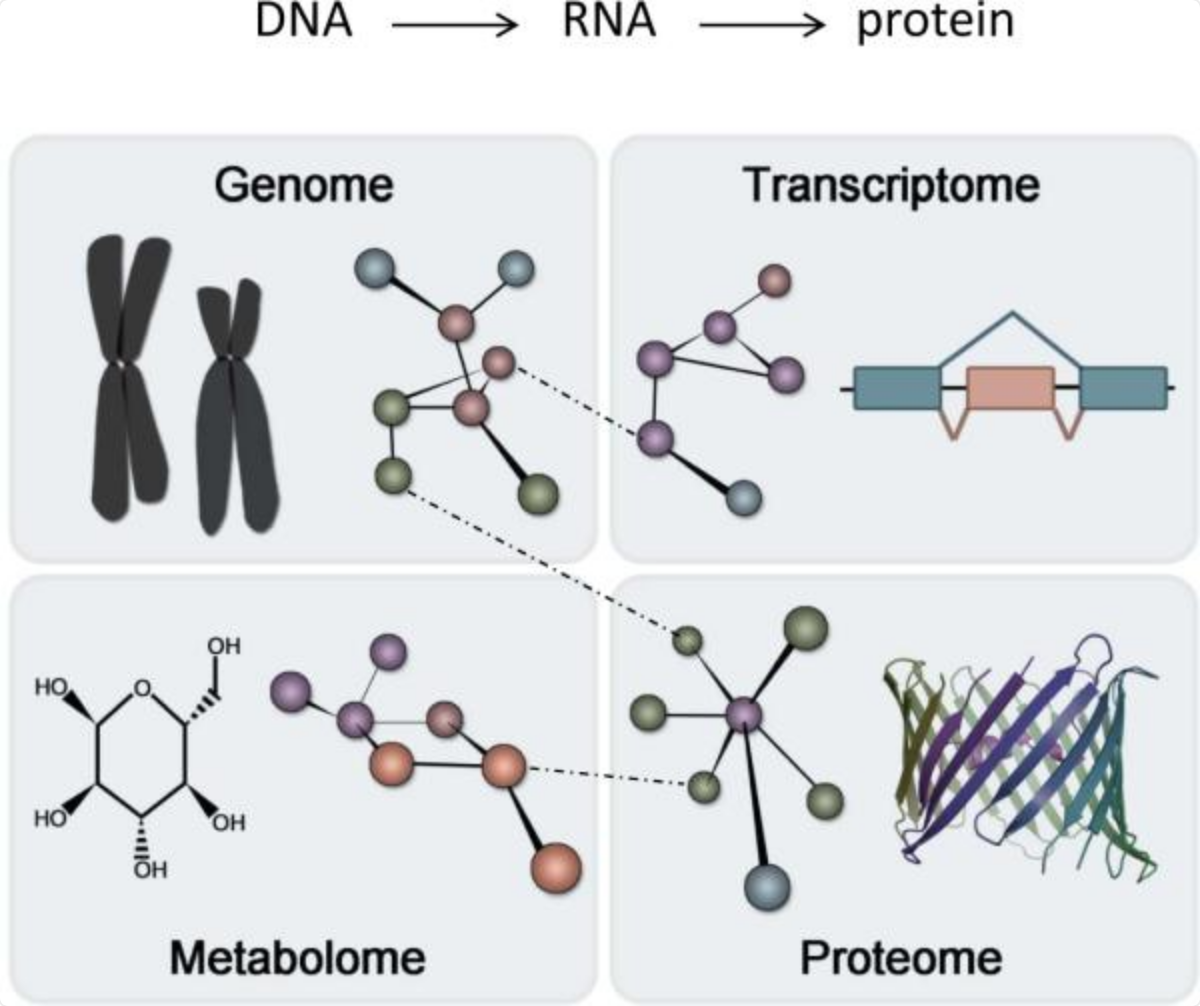 DNA → RNA → protein
Genome
Transcriptome
OH
HO
O
HO
OH
OH
Metabolome
Proteome